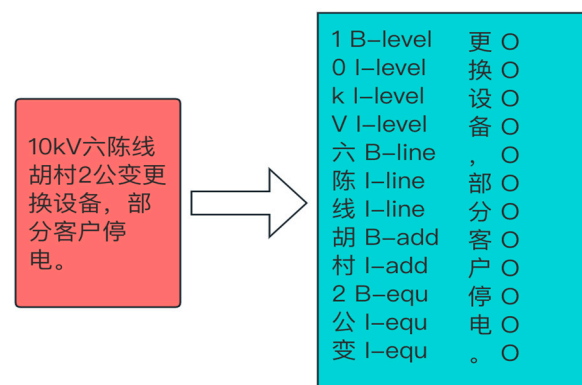 10kV六陈线
胡村2公变更
换设备，部
分客户停
电。
1 B-level
0 I-level
k I-level
V I-level
六 B-line
陈 I-line
线 I-line
胡 B-add
村 I-add
2 B-equ
公 I-equ
变 I-equ
更 O
换 O
设 O
备 O
， O
部 O
分 O
客 O
户 O
停 O
电 O
。 O